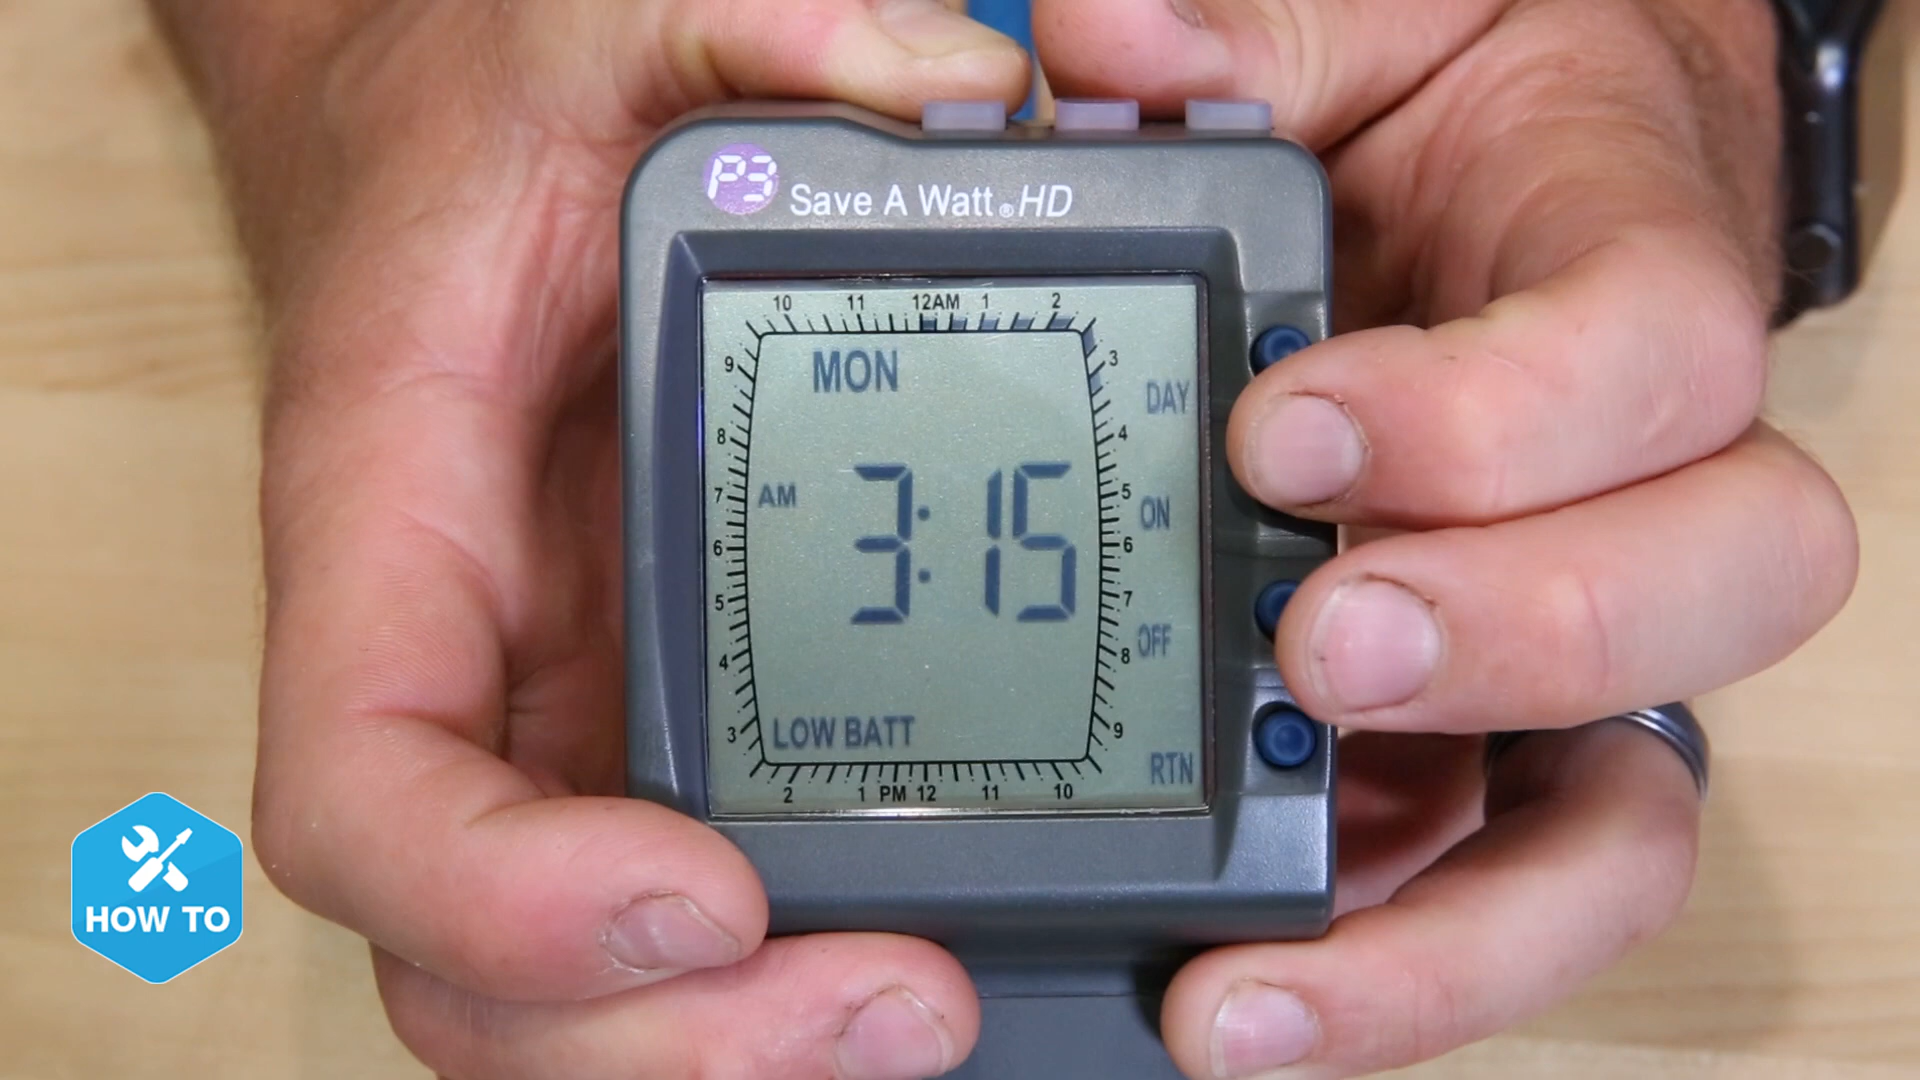 P3 Save A Watt® HD
10 11 12AM 1 2
9 MON 3
DAY
8 4
7 AM 3:15 5 ON
6 6
5 7
OFF
4 8
3 LOW BATT 9
RTN
2 1 PM 12 11 10
HOW TO